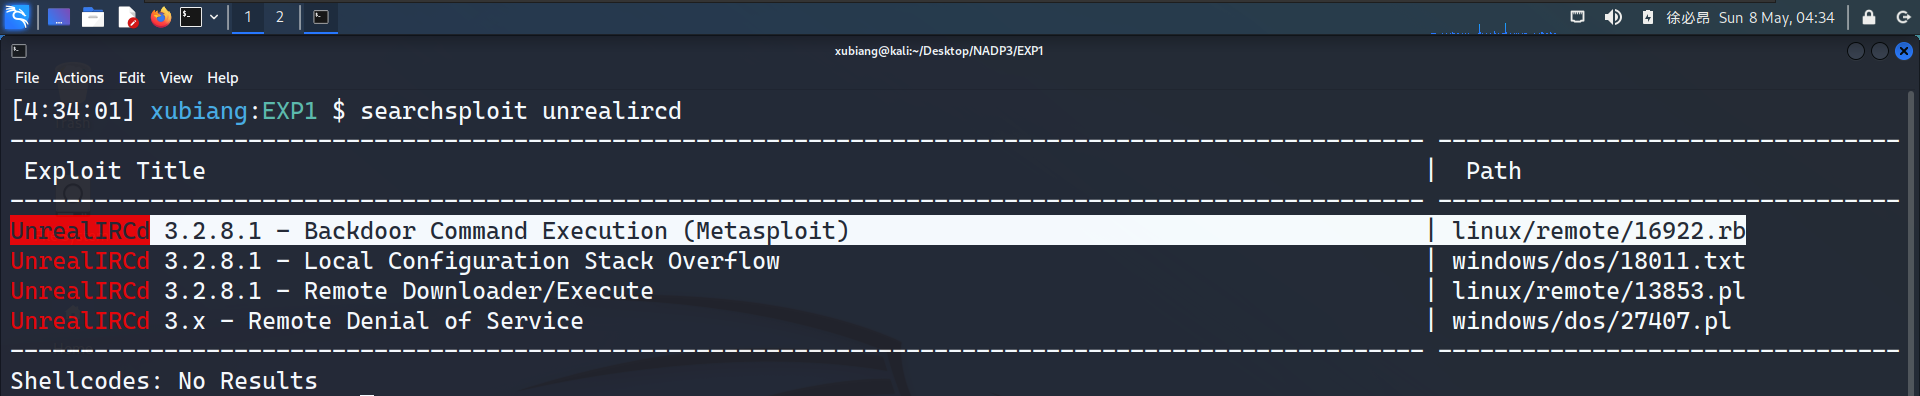 1 2 徐必昂 Sun 8 May, 04:34
xubiang@kali:~/Desktop/NADP3/EXP1
File Actions Edit View Help
[4:34:01] xubiang:EXP1 $ searchsploit unrealircd
---------------------------------------------------------------------------------------------------- ---------------------------------
Exploit Title | Path
---------------------------------------------------------------------------------------------------- ---------------------------------
UnrealIRCd 3.2.8.1 - Backdoor Command Execution (Metasploit) | linux/remote/16922.rb
UnrealIRCd 3.2.8.1 - Local Configuration Stack Overflow | windows/dos/18011.txt
UnrealIRCd 3.2.8.1 - Remote Downloader/Execute | linux/remote/13853.pl
UnrealIRCd 3.x - Remote Denial of Service | windows/dos/27407.pl
---------------------------------------------------------------------------------------------------- ---------------------------------
Shellcodes: No Results